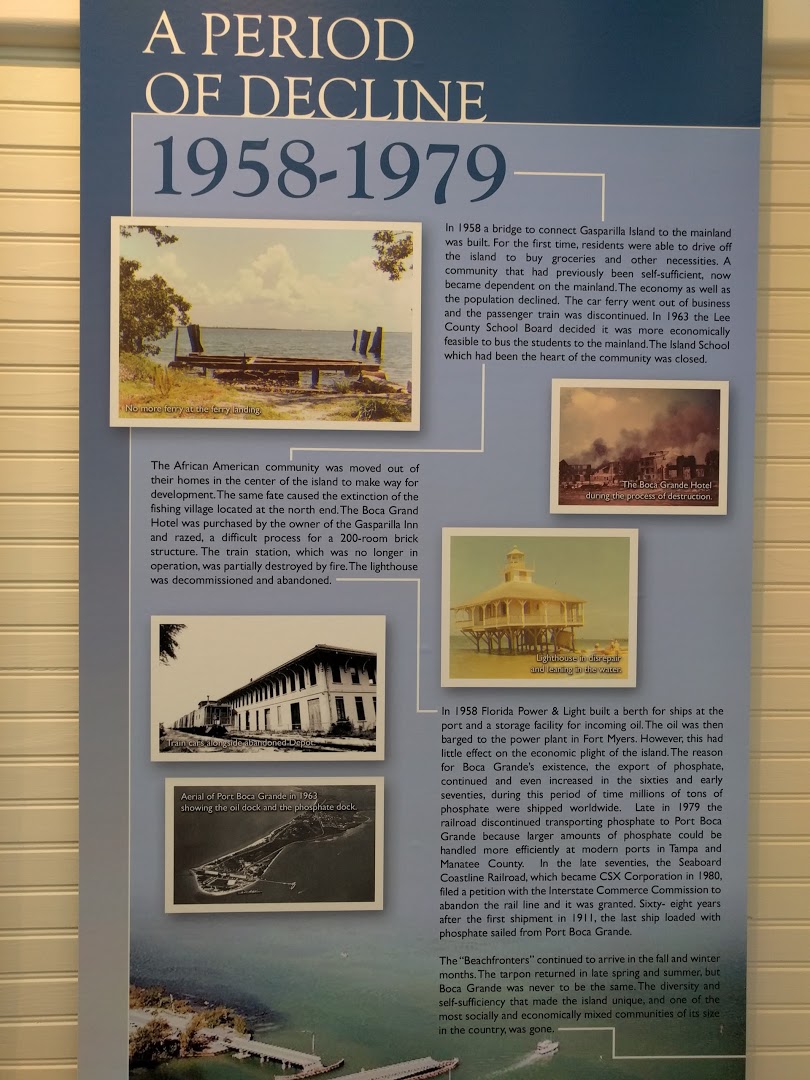 A PERIOD
OF DECLINE
1958-1979
In 1958 a bridge to connect Gasparilla Island to the mainland
was built. For the first time, residents were able to drive off
the island to buy groceries and other necessities. A
community that had previously been self-sufficient, now
became dependent on the mainland. The economy as well as
the population declined. The car ferry went out of business
and the passenger train was discontinued. In 1963 the Lee
County School Board decided it was more economically
feasible to bus the students to the mainland. The Island School
which had been the heart of the community was closed.
No more ferry at the ferry landing.
The Boca Grande Hotel
during the process of destruction.
The African American community was moved out of
their homes in the center of the island to make way for
development. The same fate caused the extinction of the
fishing village located at the north end. The Boca Grand
Hotel was purchased by the owner of the Gasparilla Inn
and razed, a difficult process for a 200-room brick
structure. The train station, which was no longer in
operation, was partially destroyed by fire. The lighthouse
was decommissioned and abandoned.
Lighthouse in disrepair
and leaning in the water.
Train cars alongside abandoned Depot.
Aerial of Port Boca Grande in 1963
showing the oil dock and the phosphate dock.
In 1958 Florida Power & Light built a berth for ships at the
port and a storage facility for incoming oil. The oil was then
barged to the power plant in Fort Myers. However, this had
little effect on the economic plight of the island. The reason
for Boca Grande's existence, the export of phosphate,
continued and even increased in the sixties and early
seventies, during this period of time millions of tons of
phosphate were shipped worldwide. Late in 1979 the
railroad discontinued transporting phosphate to Port Boca
Grande because larger amounts of phosphate could be
handled more efficiently at modern ports in Tampa and
Manatee County. In the late seventies, the Seaboard
Coastline Railroad, which became CSX Corporation in 1980,
filed a petition with the Interstate Commerce Commission to
abandon the rail line and it was granted. Sixty- eight years
after the first shipment in 1911, the last ship loaded with
phosphate sailed from Port Boca Grande.
The "Beachfronters" continued to arrive in the fall and winter
months. The tarpon returned in late spring and summer, but
Boca Grande was never to be the same. The diversity and
self-sufficiency that made the island unique, and one of the
most socially and economically mixed communities of its size
in the country, was gone.